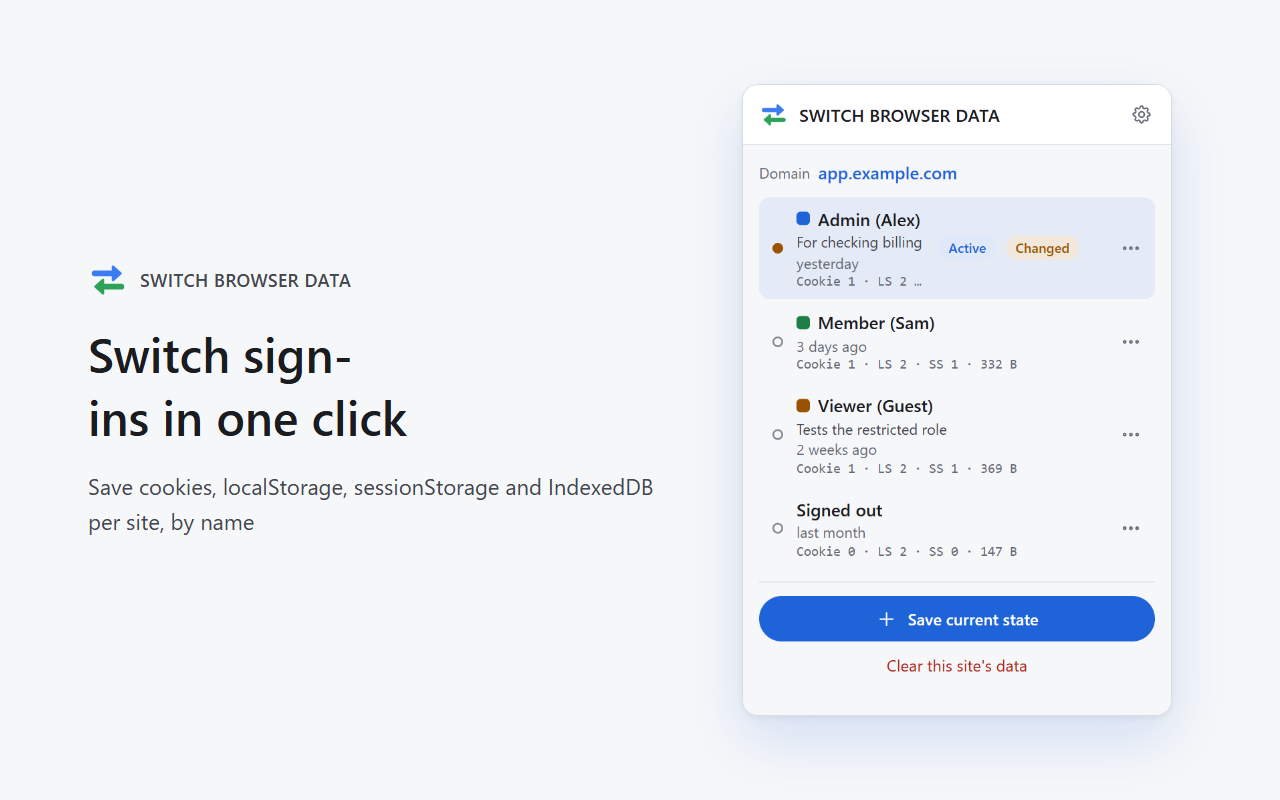 SWITCH BROWSER DATA
Switch sign-
ins in one click
Save cookies, localStorage, sessionStorage and IndexedDB
per site, by name
SWITCH BROWSER DATA
Domain app.example.com
Admin (Alex)
For checking billing
yesterday
Cookie 1 · LS 2 …
Active
Changed
Member (Sam)
3 days ago
Cookie 1 · LS 2 · SS 1 · 332 B
Viewer (Guest)
Tests the restricted role
2 weeks ago
Cookie 1 · LS 2 · SS 1 · 369 B
Signed out
last month
Cookie 0 · LS 2 · SS 0 · 147 B
Save current state
Clear this site's data